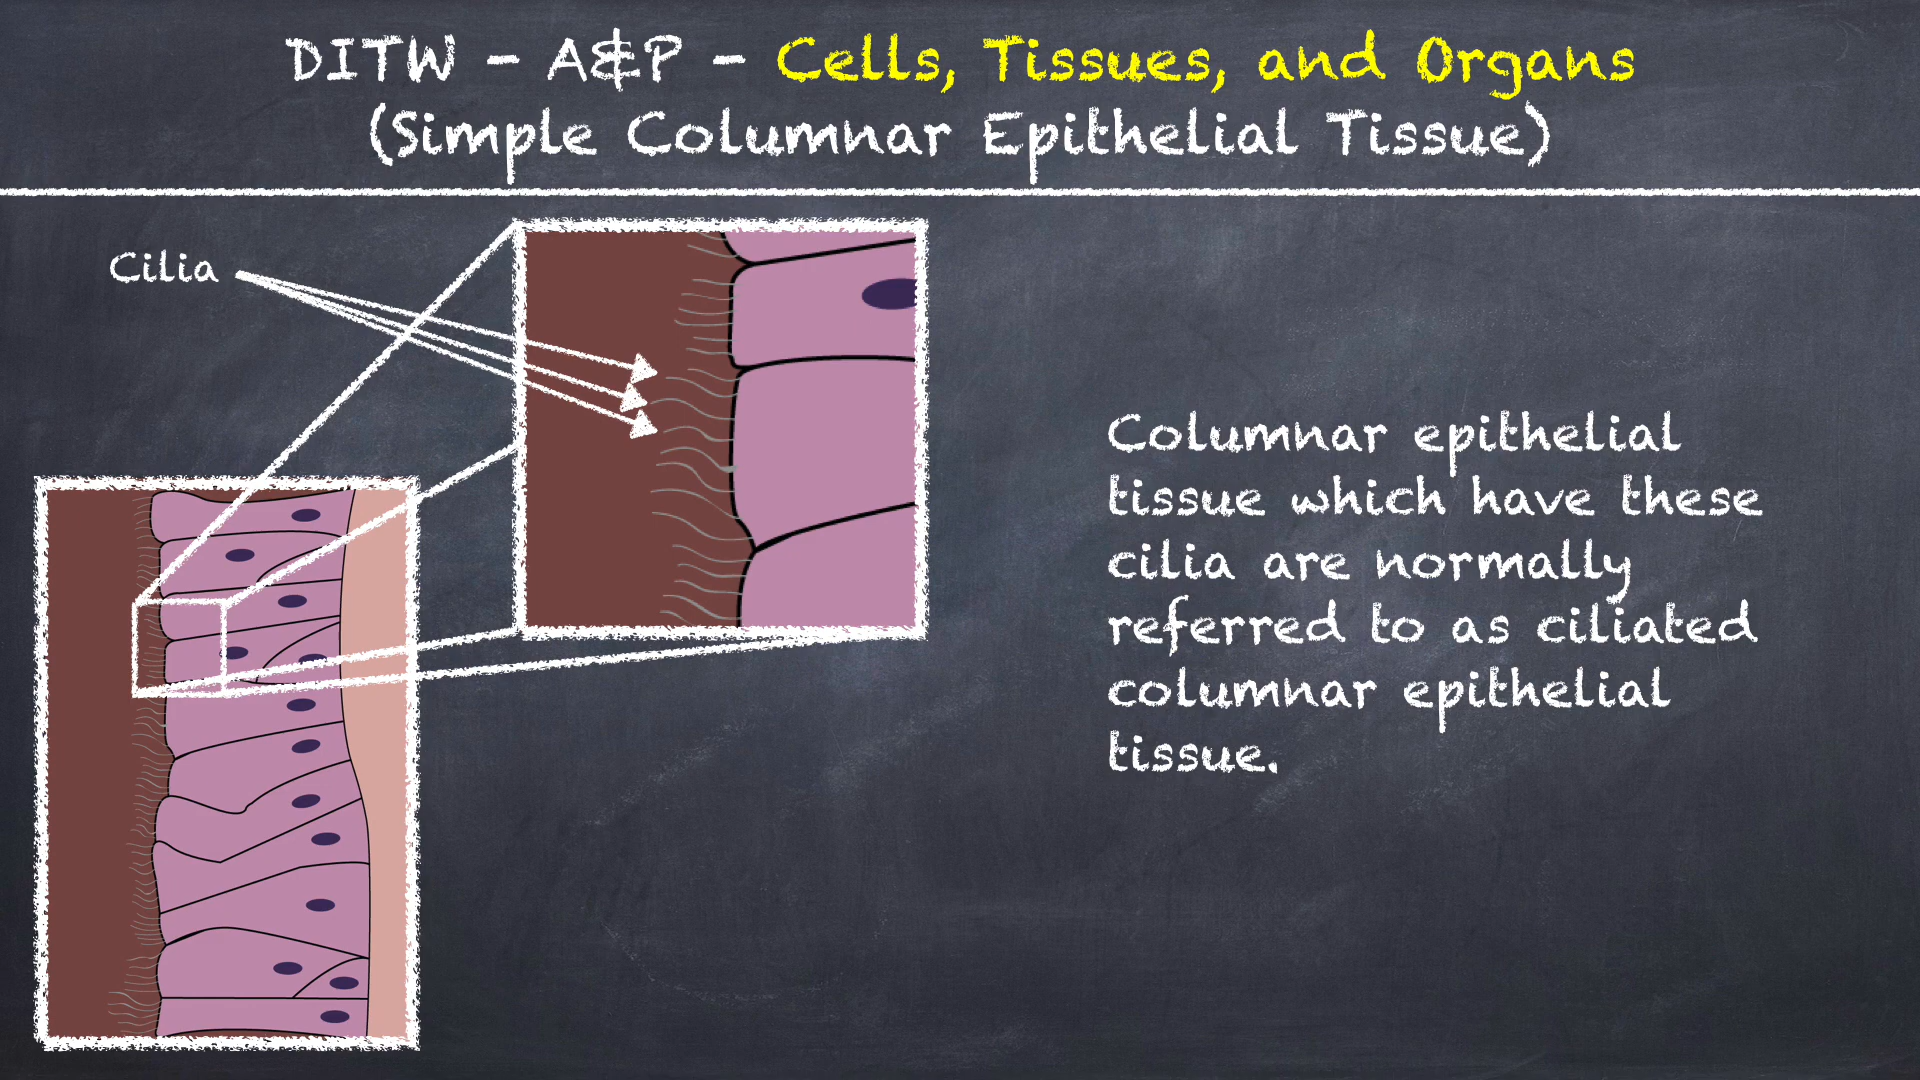 DITW - A&P - Cells, Tissues, and Organs
(Simple Columnar Epithelial Tissue)
Cilia
Columnar epithelial
tissue which have these
cilia are normally
referred to as ciliated
columnar epithelial
tissue.